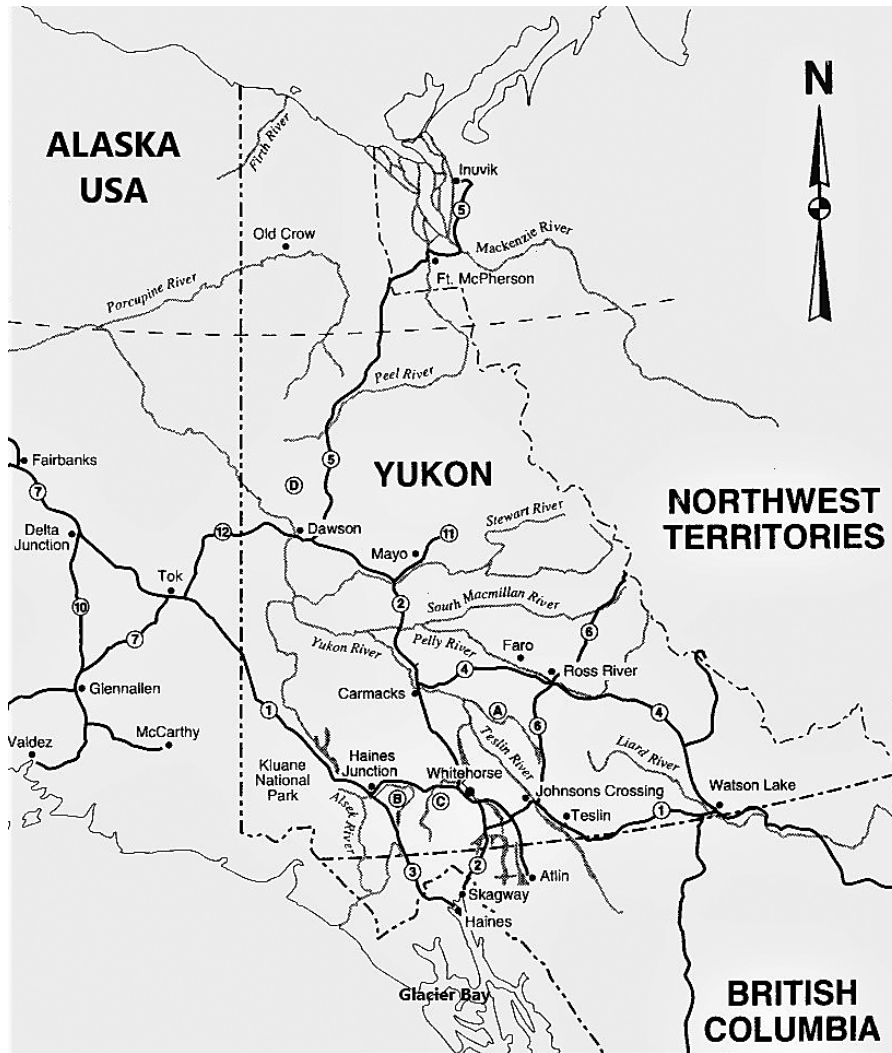 N
ALASKA
USA
Firth River
Inuvik
5
Old Crow
Mackenzie River
Ft. McPherson
Porcupine River
Peel River
Fairbanks
5
YUKON
7
D
NORTHWEST
TERRITORIES
Stewart River
Delta
Junction
12
Dawson
11
Mayo
Tok
2
South Macmillan River
10
6
7
Yukon River
Pelly River
Faro
Ross River
4
Glennallen
Carmacks
A
6
4
1
Valdez
McCarthy
Teslin River
Liard River
Kluane
National
Park
Haines
Junction
Whitehorse
Johnsons Crossing
Watson Lake
B
C
1
Teslin
Alsek River
3
2
Atlin
Skagway
Haines
Glacier Bay
BRITISH
COLUMBIA